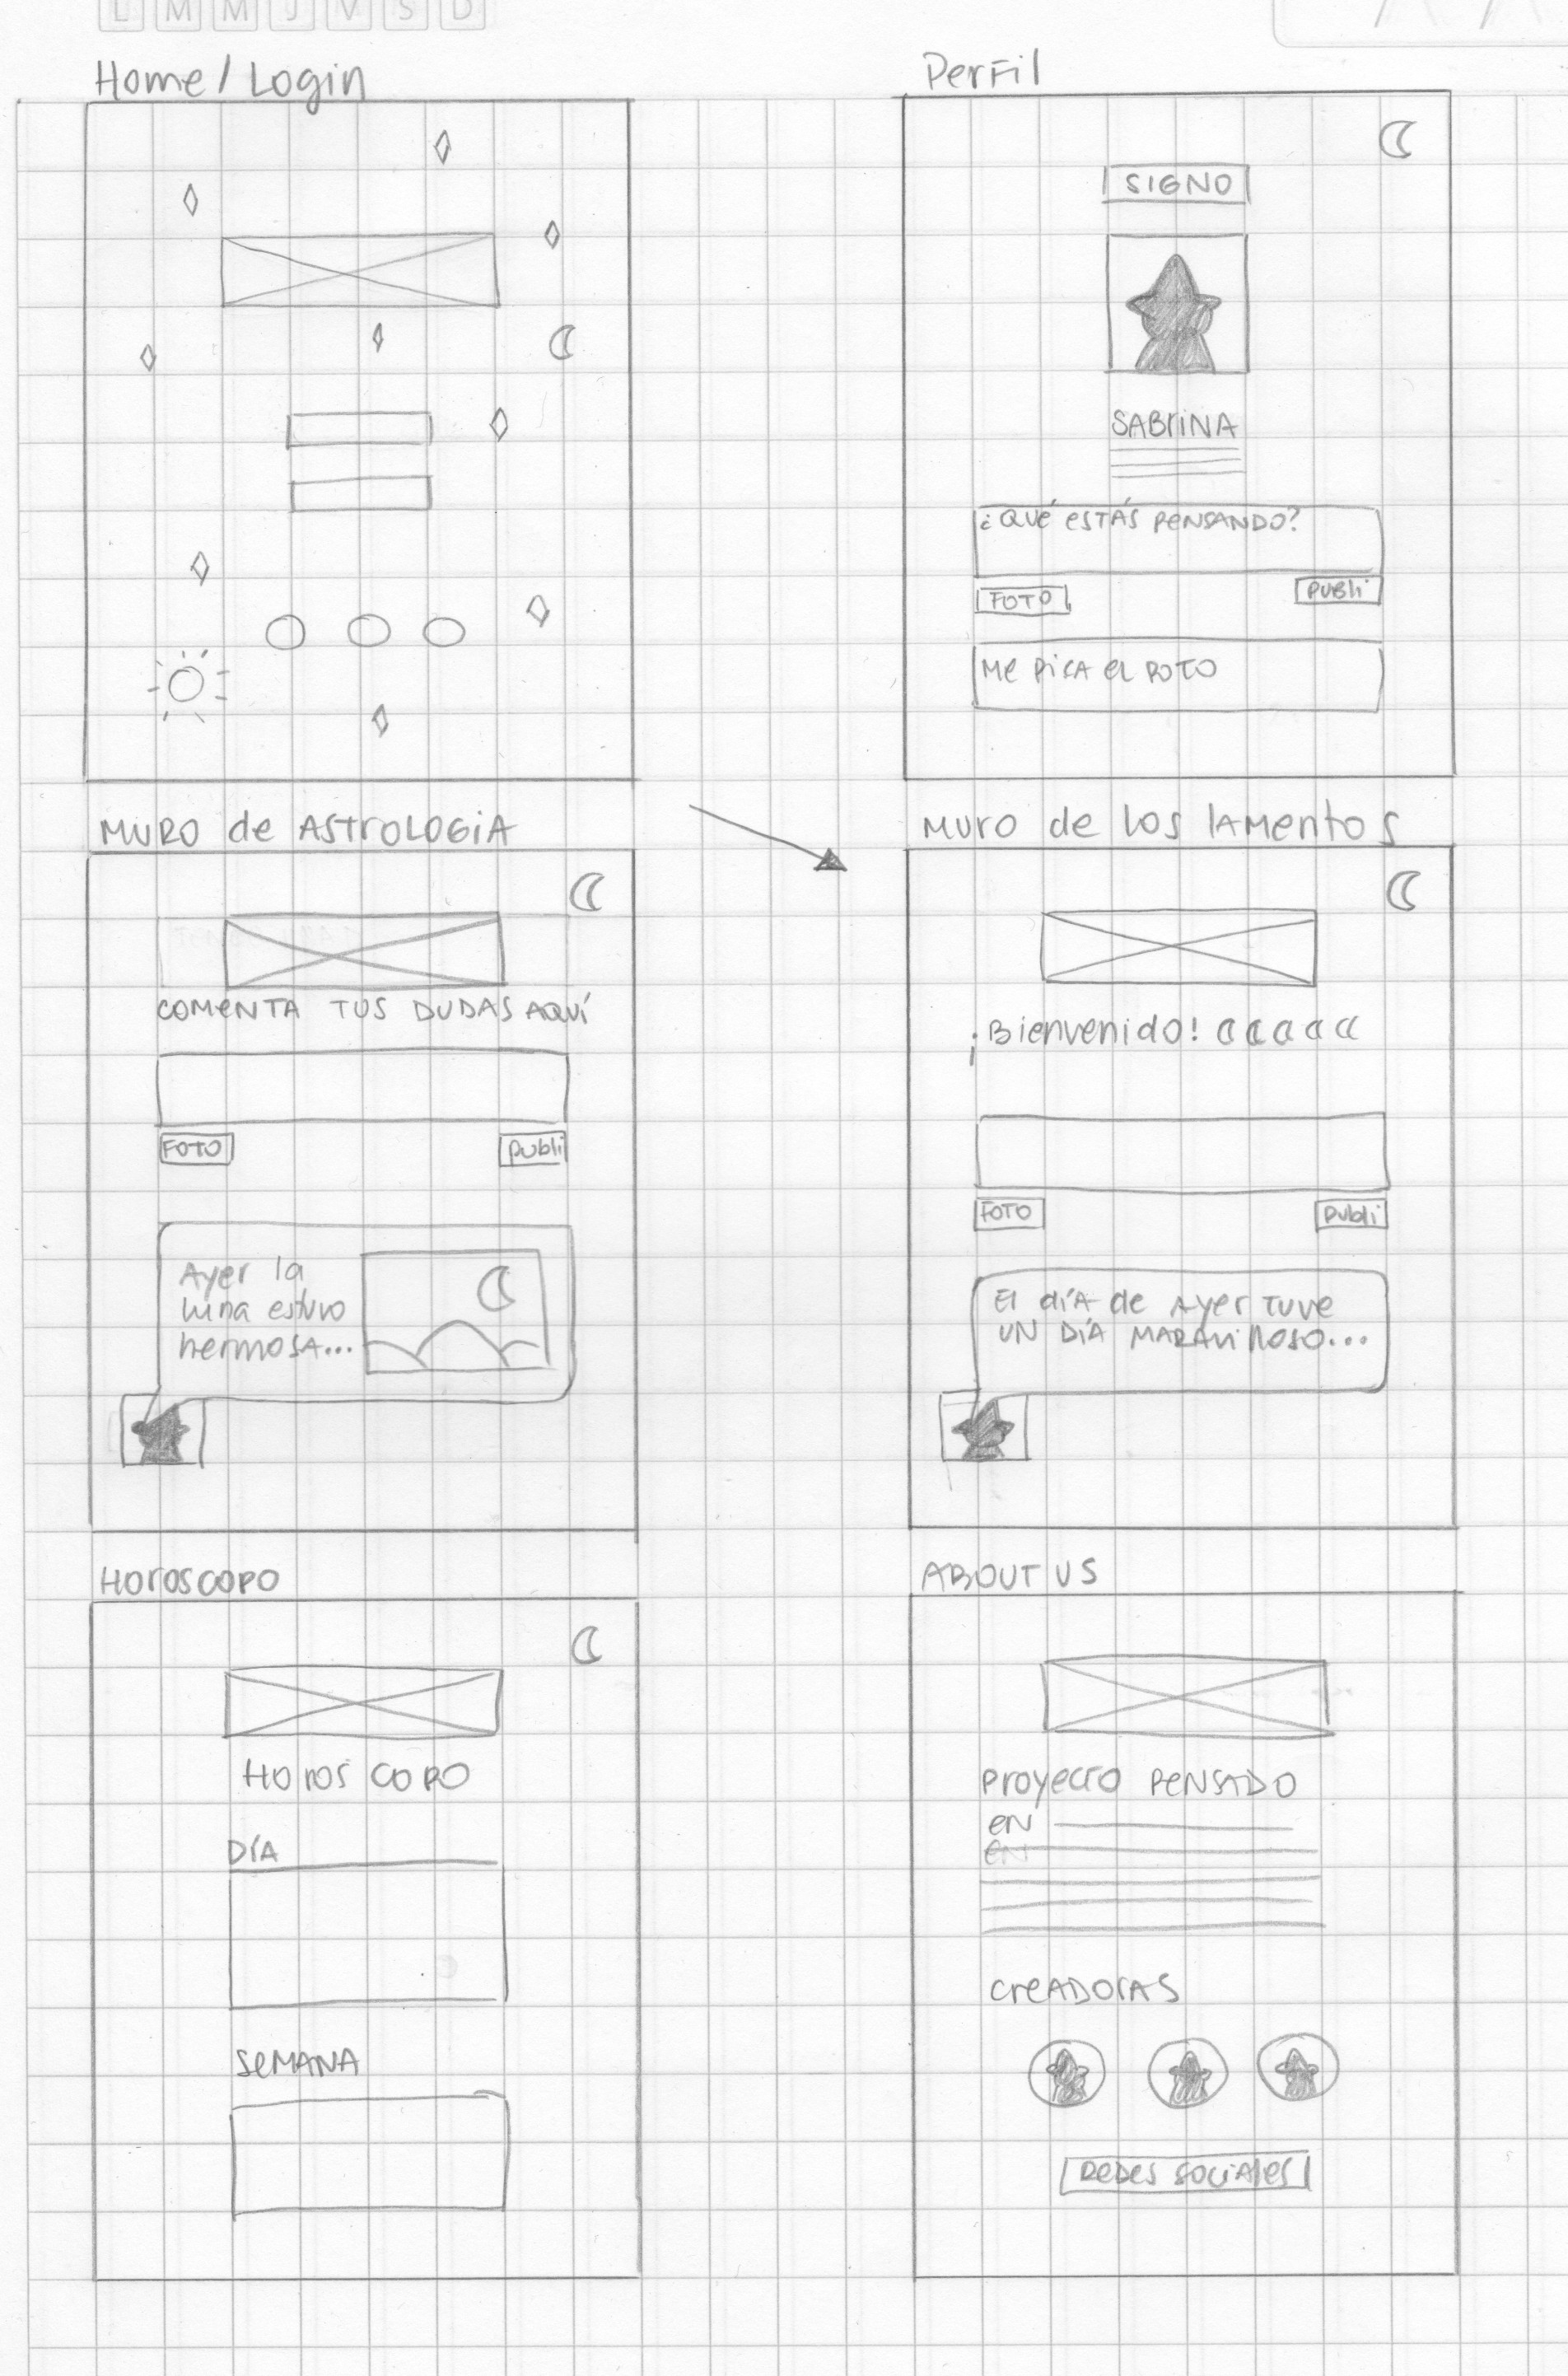 L M M J V S D
Home/Login
Perfil
SIGNO
SABrINA
¿QUÉ ESTÁS PENSANDO?
FOTO
PUBLi
Me PICA el POTO
MURO de ASTROLOGIA
COMENTA TUS DUDAS AQUÍ
FOTO
publi
Ayer la
luna estuvo
hermosa...
MURO de LOS LAMENTOS
¡Bienvenido!
FOTO
publi
El díA de AYER TUVE
UN DÍA MARAVILLOSO...
HOROSCOPO
HOROSCOPO
DÍA
SEMANA
ABOUT US
PROYECTO PENSADO
EN
EN
CREADORAS
REDES SOCIALES